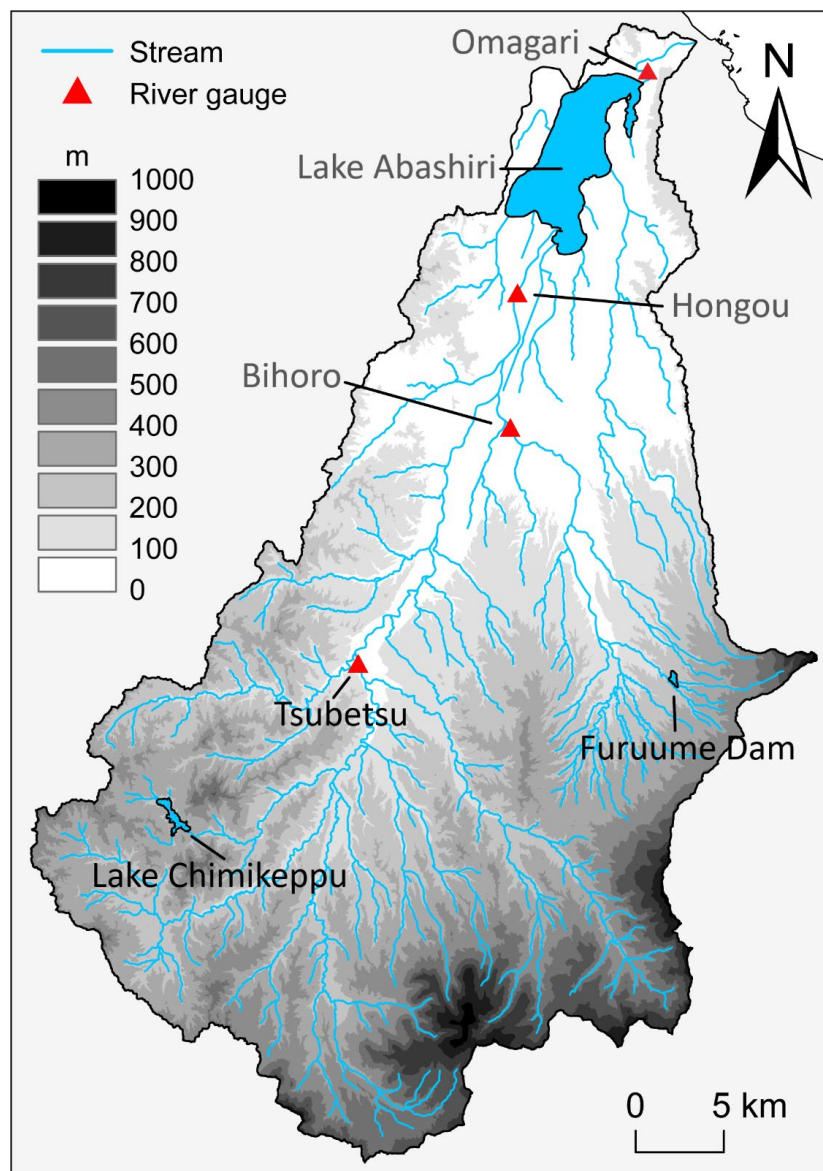 Stream
River gauge
m
1000
900
800
700
600
500
400
300
200
100
0
Omagari
N
Lake Abashiri
Hongou
Bihoro
Tsubetsu
Furuume Dam
Lake Chimikeppu
0 5 km